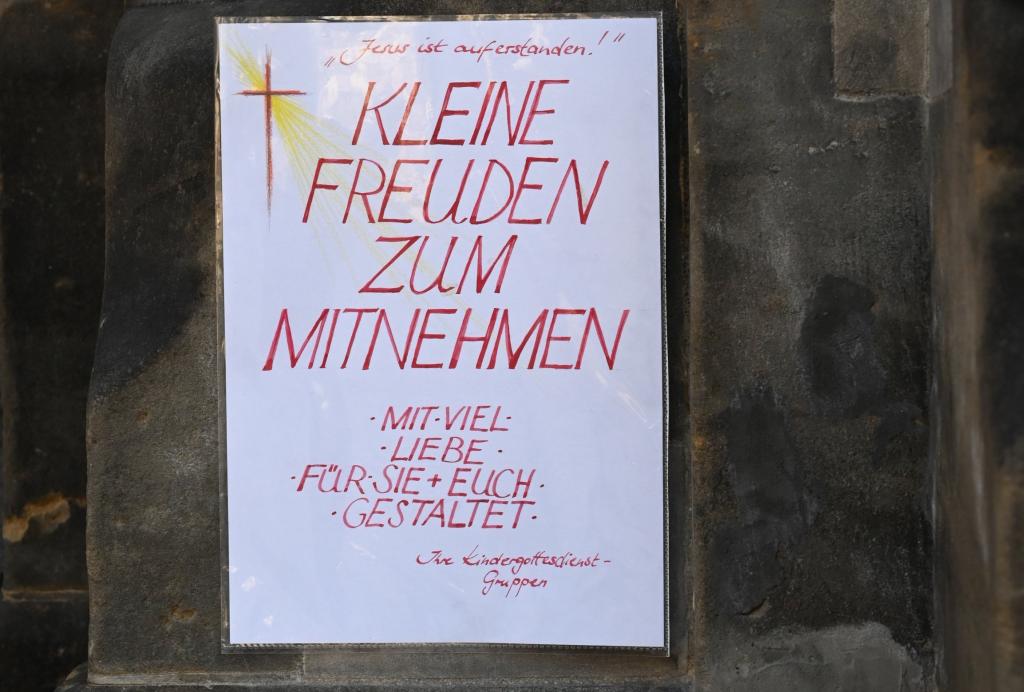 „Jesus ist auferstanden!"
KLEINE
FREUDEN
ZUM
MITNEHMEN
·MIT·VIEL·
·LIEBE·
·FÜR·SIE+EUCH·
·GESTALTET·
Ihre Kindergottesdienst-
Gruppen